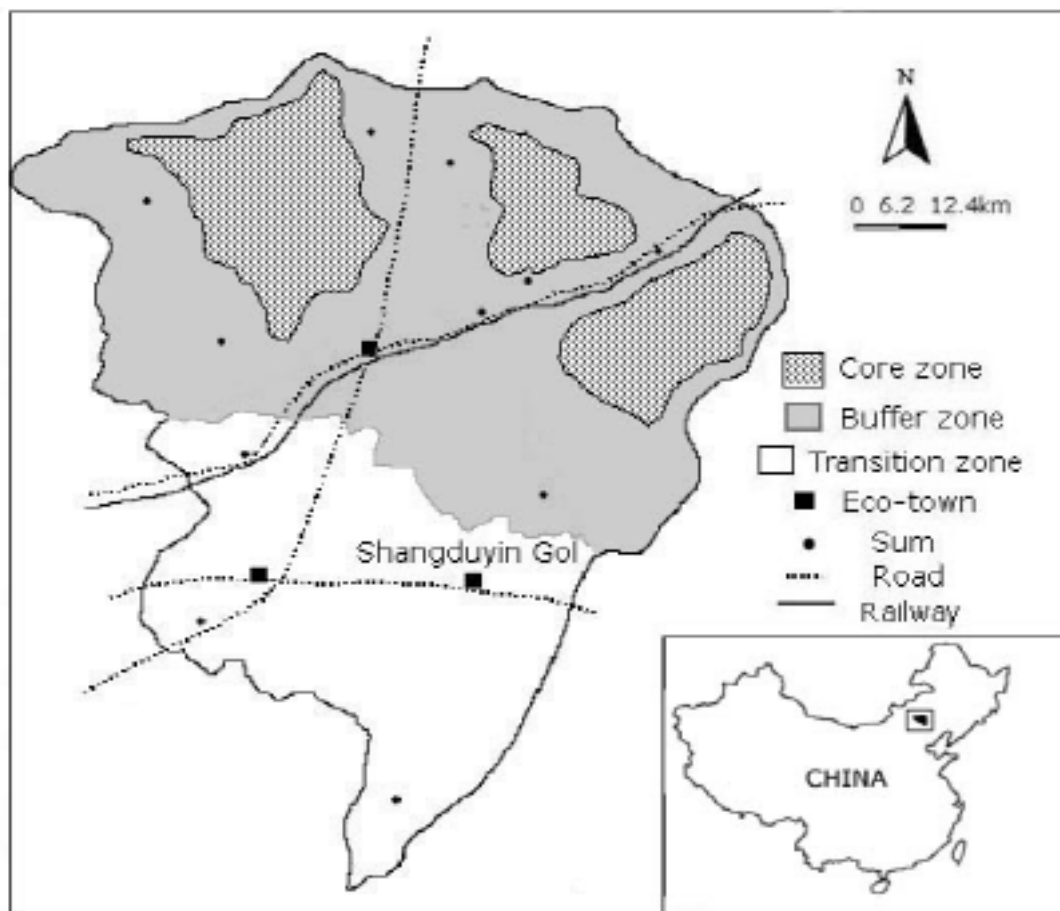 N
0 6.2 12.4km
Core zone
Buffer zone
Transition zone
Eco-town
Shangduyin Gol
Sum
Road
Railway
CHINA